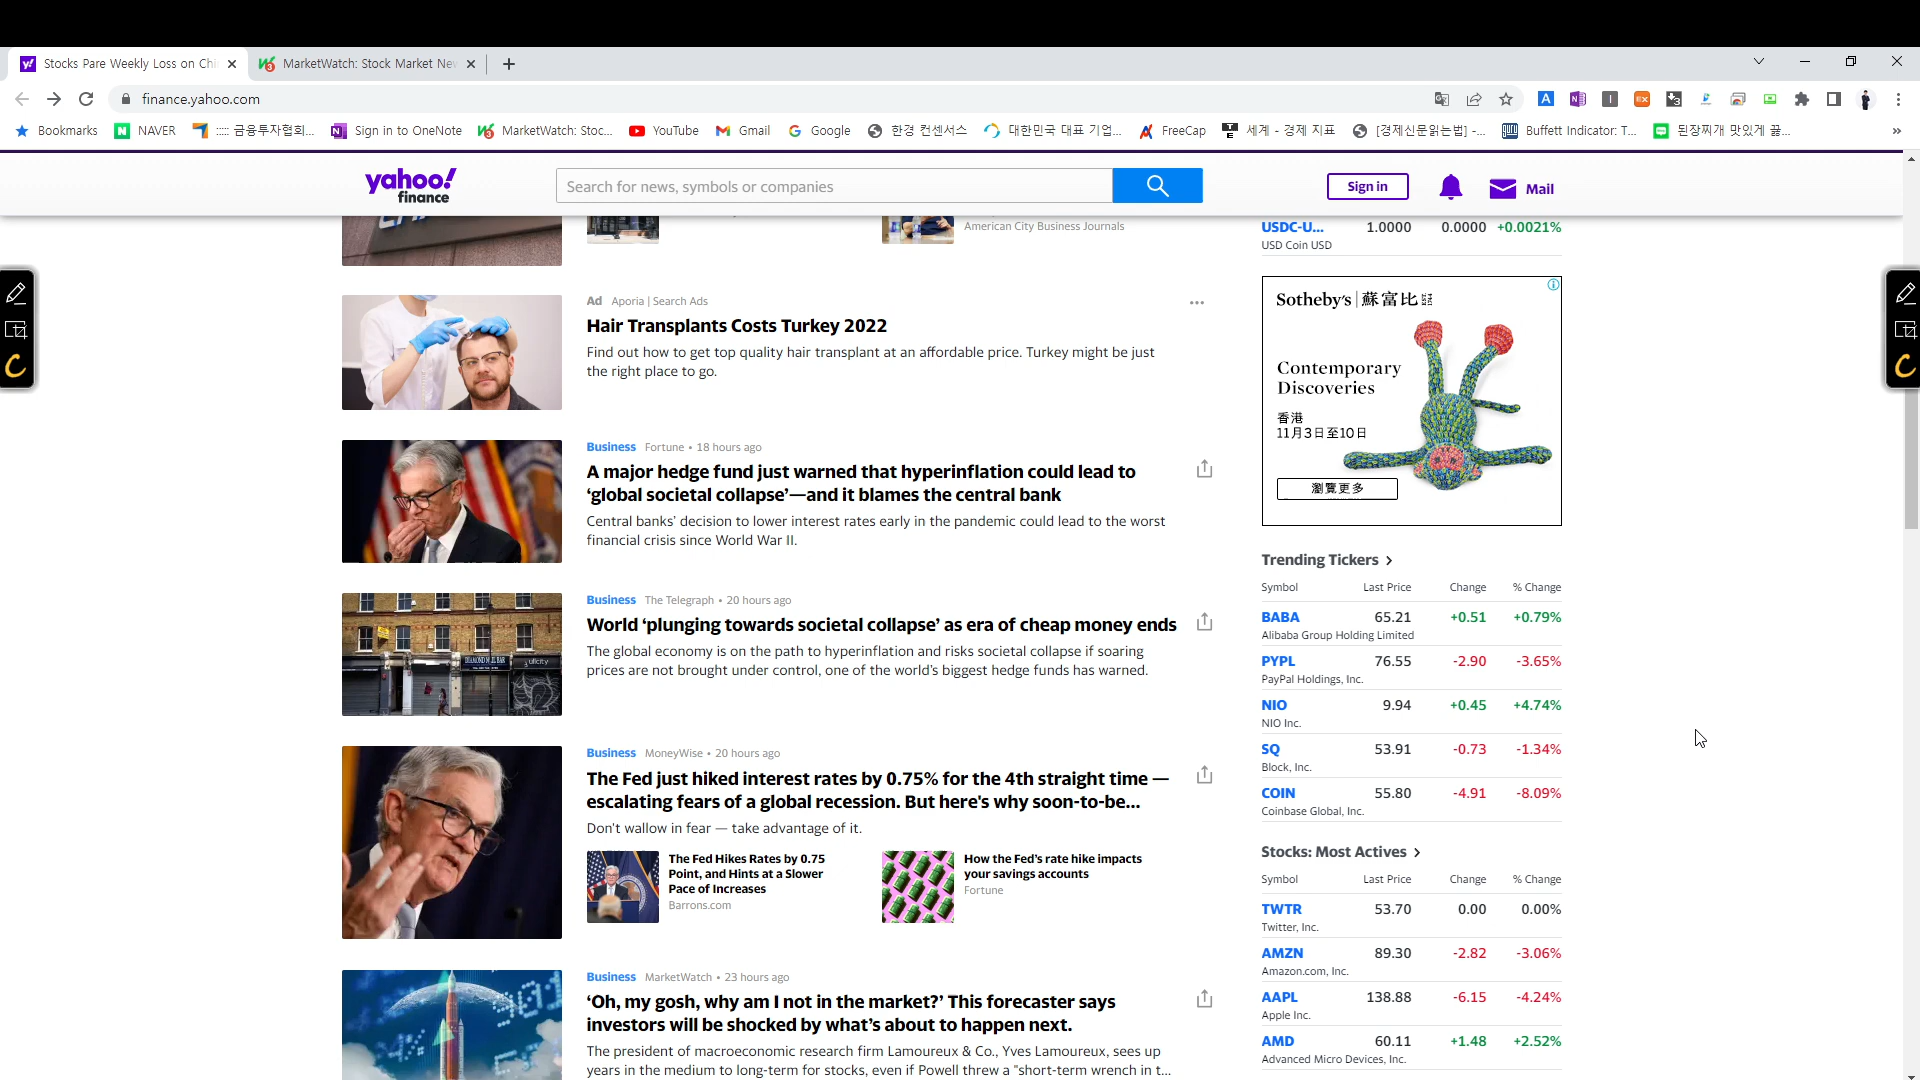 Stocks Pare Weekly Loss on Chi
MarketWatch: Stock Market Nev
finance.yahoo.com
Bookmarks
NAVER
::::: 금융투자협회...
Sign in to OneNote
MarketWatch: Stoc...
YouTube
Gmail
Google
한경 컨센서스
대한민국 대표 기업...
FreeCap
세계 - 경제 지표
[경제신문읽는법] -...
Buffett Indicator: T...
된장찌개 맛있게 끓...
yahoo!
finance
Search for news, symbols or companies
Sign in
Mail
American City Business Journals
USDC-U... 1.0000 0.0000 +0.0021%
USD Coin USD
Ad Aporia | Search Ads
Hair Transplants Costs Turkey 2022
Find out how to get top quality hair transplant at an affordable price. Turkey might be just
the right place to go.
Business Fortune • 18 hours ago
A major hedge fund just warned that hyperinflation could lead to
‘global societal collapse’—and it blames the central bank
Central banks’ decision to lower interest rates early in the pandemic could lead to the worst
financial crisis since World War II.
Business The Telegraph • 20 hours ago
World ‘plunging towards societal collapse’ as era of cheap money ends
The global economy is on the path to hyperinflation and risks societal collapse if soaring
prices are not brought under control, one of the world’s biggest hedge funds has warned.
DIAMOND NAIL BAR
Business MoneyWise • 20 hours ago
The Fed just hiked interest rates by 0.75% for the 4th straight time —
escalating fears of a global recession. But here's why soon-to-be...
Don't wallow in fear — take advantage of it.
The Fed Hikes Rates by 0.75
Point, and Hints at a Slower
Pace of Increases
Barrons.com
How the Fed’s rate hike impacts
your savings accounts
Fortune
Business MarketWatch • 23 hours ago
‘Oh, my gosh, why am I not in the market?’ This forecaster says
investors will be shocked by what’s about to happen next.
The president of macroeconomic research firm Lamoureux & Co., Yves Lamoureux, sees up
years in the medium to long-term for stocks, even if Powell threw a "short-term wrench in t...
Sotheby's | 蘇富比
EST
1744
Contemporary
Discoveries
香港
11月3日至10日
瀏覽更多
Trending Tickers
Symbol Last Price Change % Change
BABA 65.21 +0.51 +0.79%
Alibaba Group Holding Limited
PYPL 76.55 -2.90 -3.65%
PayPal Holdings, Inc.
NIO 9.94 +0.45 +4.74%
NIO Inc.
SQ 53.91 -0.73 -1.34%
Block, Inc.
COIN 55.80 -4.91 -8.09%
Coinbase Global, Inc.
Stocks: Most Actives
Symbol Last Price Change % Change
TWTR 53.70 0.00 0.00%
Twitter, Inc.
AMZN 89.30 -2.82 -3.06%
Amazon.com, Inc.
AAPL 138.88 -6.15 -4.24%
Apple Inc.
AMD 60.11 +1.48 +2.52%
Advanced Micro Devices, Inc.